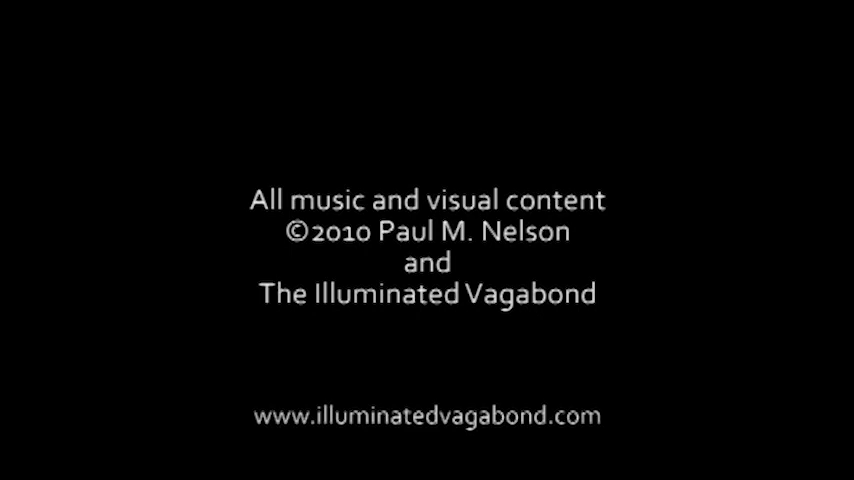 All music and visual content
©2010 Paul M. Nelson
and
The Illuminated Vagabond
www.illuminatedvagabond.com